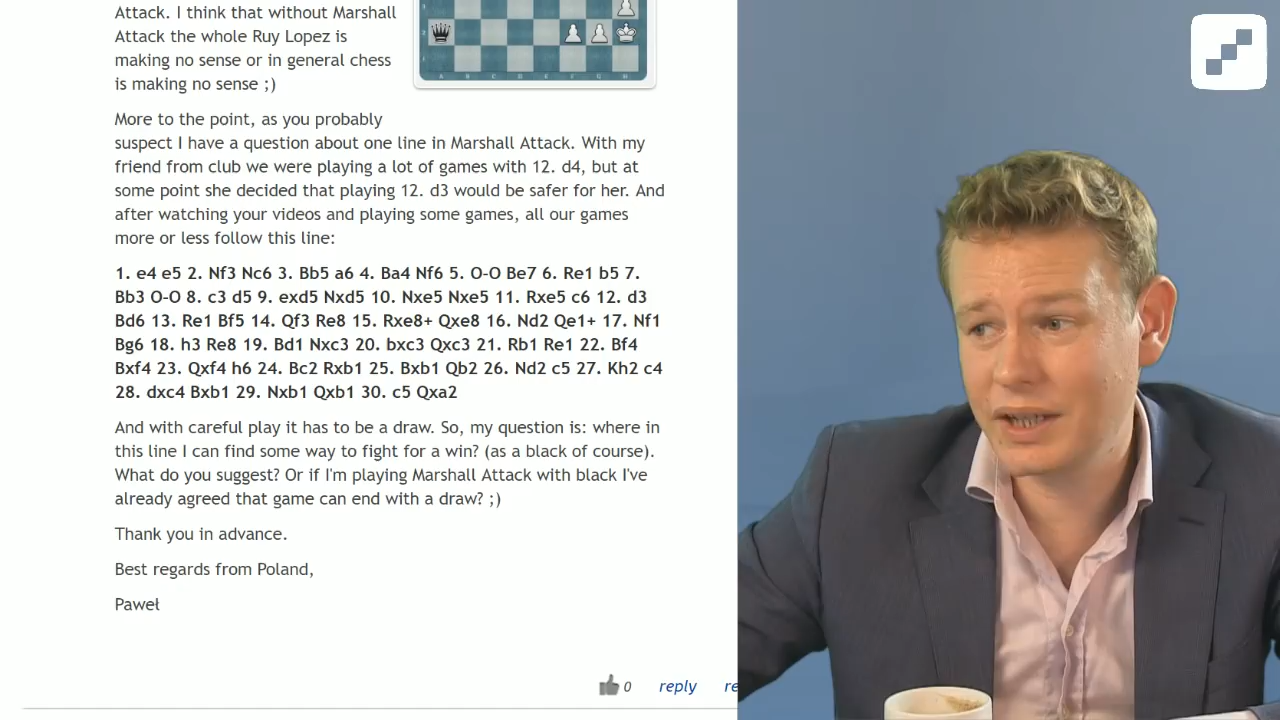 Attack. I think that without Marshall
Attack the whole Ruy Lopez is
making no sense or in general chess
is making no sense ;)
More to the point, as you probably
suspect I have a question about one line in Marshall Attack. With my
friend from club we were playing a lot of games with 12. d4, but at
some point she decided that playing 12. d3 would be safer for her. And
after watching your videos and playing some games, all our games
more or less follow this line:
1. e4 e5 2. Nf3 Nc6 3. Bb5 a6 4. Ba4 Nf6 5. O-O Be7 6. Re1 b5 7.
Bb3 O-O 8. c3 d5 9. exd5 Nxd5 10. Nxe5 Nxe5 11. Rxe5 c6 12. d3
Bd6 13. Re1 Bf5 14. Qf3 Re8 15. Rxe8+ Qxe8 16. Nd2 Qe1+ 17. Nf1
Bg6 18. h3 Re8 19. Bd1 Nxc3 20. bxc3 Qxc3 21. Rb1 Re1 22. Bf4
Bxf4 23. Qxf4 h6 24. Bc2 Rxb1 25. Bxb1 Qb2 26. Nd2 c5 27. Kh2 c4
28. dxc4 Bxb1 29. Nxb1 Qxb1 30. c5 Qxa2
And with careful play it has to be a draw. So, my question is: where in
this line I can find some way to fight for a win? (as a black of course).
What do you suggest? Or if I'm playing Marshall Attack with black I've
already agreed that game can end with a draw? ;)
Thank you in advance.
Best regards from Poland,
Paweł
0 reply re